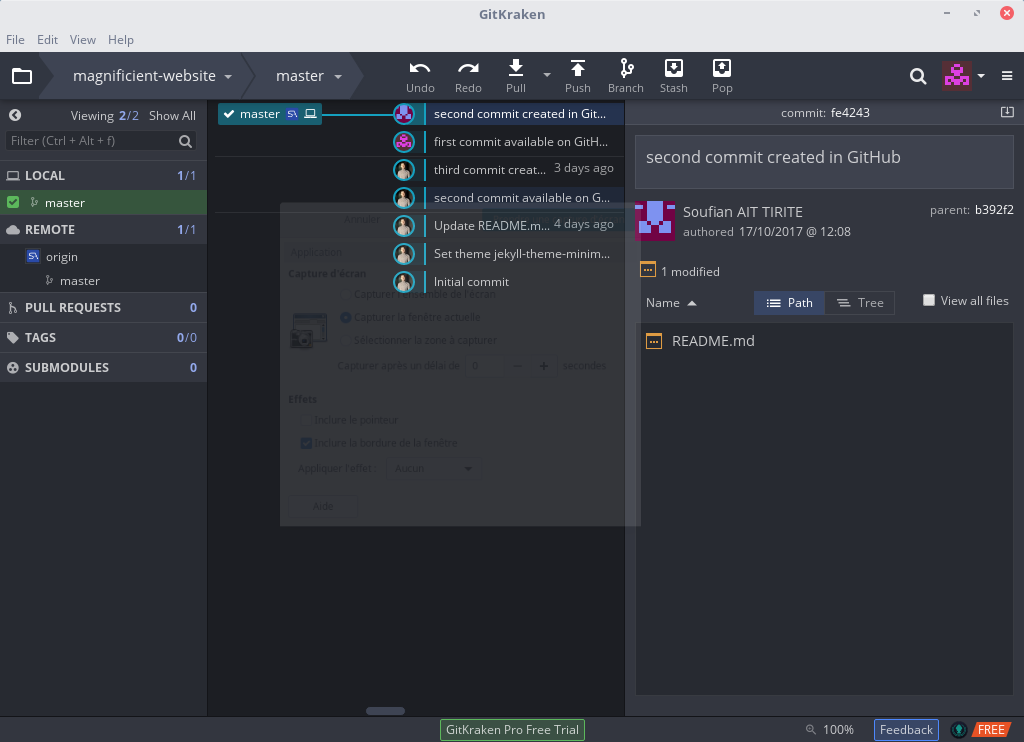 GitKraken
File Edit View Help
magnificient-website
master
Undo
Redo
Pull
Push
Branch
Stash
Pop
Viewing 2/2 Show All
Filter (Ctrl + Alt + f)
LOCAL 1/1
master
REMOTE 1/1
origin
master
PULL REQUESTS 0
TAGS 0/0
SUBMODULES 0
master
second commit created in Git...
first commit available on GitH...
third commit creat... 3 days ago
second commit available on G...
Update README.m... 4 days ago
Set theme jekyll-theme-minim...
Initial commit
Annuler
Application
Capture d'écran
Capturer l'ensemble de l'écran
Capturer la fenêtre actuelle
Sélectionner la zone à capturer
Capturer après un délai de 0 − + secondes
Effets
Inclure le pointeur
Inclure la bordure de la fenêtre
Appliquer l'effet : Aucun
Aide
commit: fe4243
second commit created in GitHub
Soufian AIT TIRITE
authored 17/10/2017 @ 12:08
parent: b392f2
1 modified
Name
Path
Tree
View all files
README.md
GitKraken Pro Free Trial
100%
Feedback
FREE